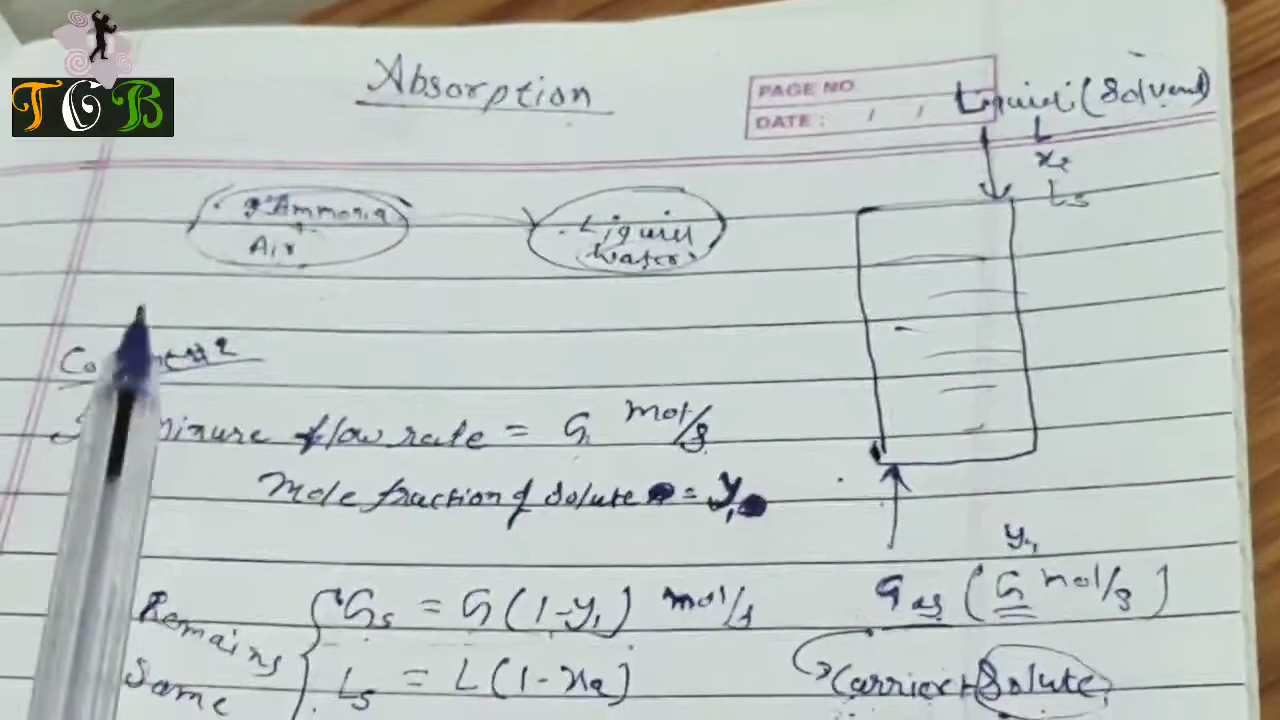 TGB
Absorption
PAGE NO
DATE : / /
Liquid (Solvent)
L
x₂
Ls
Ammonia
Air
Liquid
Water
flow rate = G mol/s
Mole fraction of Solute = y₁
y₁
Gas (G mol/s)
Carrier + Solute
Remains
Same
Gs = G(1-y₁) mol/s
Ls = L(1-x₂)